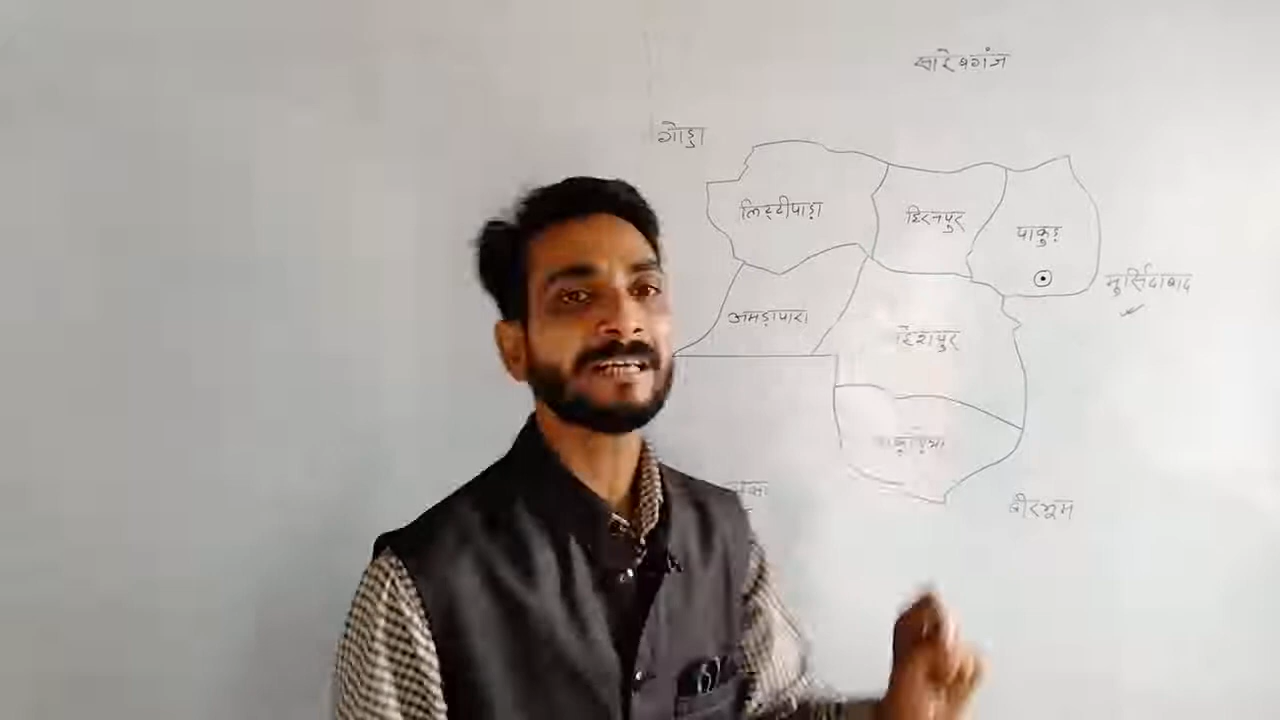 साहेबगंज
गोड्डा
लिट्टीपाड़ा
हिरनपुर
पाकुड़
मुर्सिदाबाद
अमड़ापारा
महेशपुर
बीरभूम